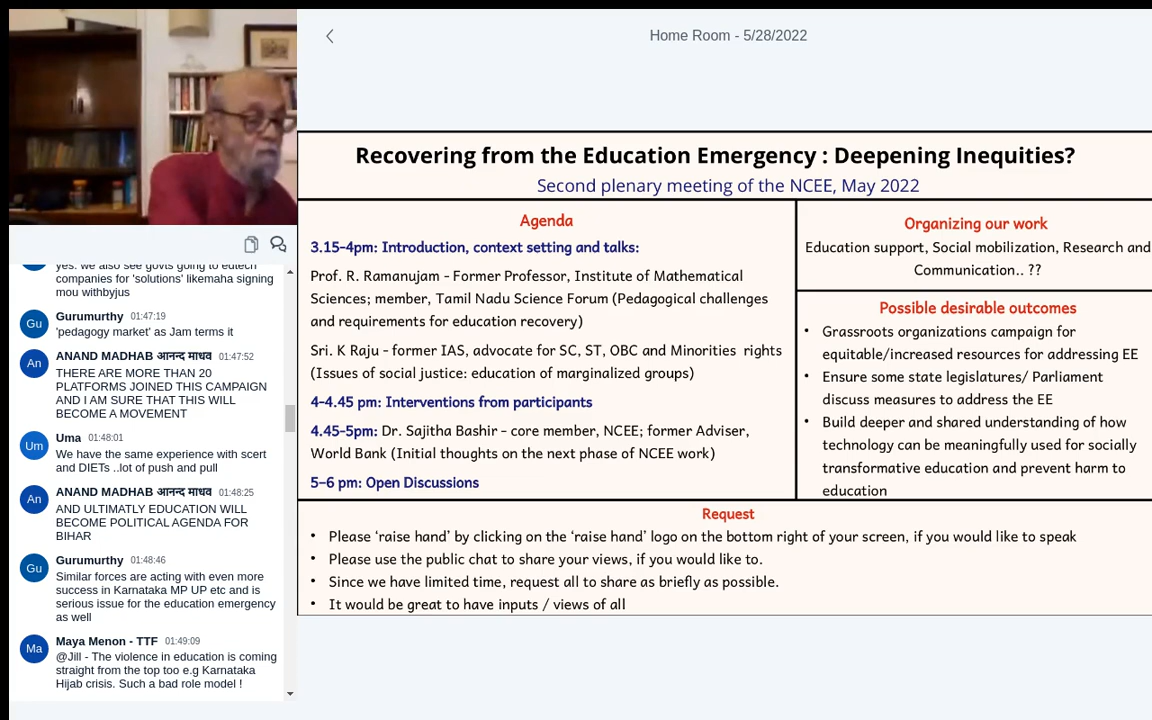 Home Room - 5/28/2022
Recovering from the Education Emergency : Deepening Inequities?
Second plenary meeting of the NCEE, May 2022
Agenda
3.15-4pm: Introduction, context setting and talks:
Prof. R. Ramanujam - Former Professor, Institute of Mathematical
Sciences; member, Tamil Nadu Science Forum (Pedagogical challenges
and requirements for education recovery)
Sri. K Raju - former IAS, advocate for SC, ST, OBC and Minorities rights
(Issues of social justice: education of marginalized groups)
4-4.45 pm: Interventions from participants
4.45-5pm: Dr. Sajitha Bashir - core member, NCEE; former Adviser,
World Bank (Initial thoughts on the next phase of NCEE work)
5-6 pm: Open Discussions
Organizing our work
Education support, Social mobilization, Research and
Communication.. ??
Possible desirable outcomes
• Grassroots organizations campaign for
equitable/increased resources for addressing EE
• Ensure some state legislatures/ Parliament
discuss measures to address the EE
• Build deeper and shared understanding of how
technology can be meaningfully used for socially
transformative education and prevent harm to
education
Request
• Please ‘raise hand’ by clicking on the ‘raise hand’ logo on the bottom right of your screen, if you would like to speak
• Please use the public chat to share your views, if you would like to.
• Since we have limited time, request all to share as briefly as possible.
• It would be great to have inputs / views of all
yes. we also see govts going to edtech
companies for 'solutions' likemaha signing
mou withbyjus
Gu
Gurumurthy 01:47:19
'pedagogy market' as Jam terms it
An
ANAND MADHAB आनन्द माधव 01:47:52
THERE ARE MORE THAN 20
PLATFORMS JOINED THIS CAMPAIGN
AND I AM SURE THAT THIS WILL
BECOME A MOVEMENT
Um
Uma 01:48:01
We have the same experience with scert
and DIETs ..lot of push and pull
An
ANAND MADHAB आनन्द माधव 01:48:25
AND ULTIMATLY EDUCATION WILL
BECOME POLITICAL AGENDA FOR
BIHAR
Gu
Gurumurthy 01:48:46
Similar forces are acting with even more
success in Karnataka MP UP etc and is
serious issue for the education emergency
as well
Ma
Maya Menon - TTF 01:49:09
@Jill - The violence in education is coming
straight from the top too e.g Karnataka
Hijab crisis. Such a bad role model !